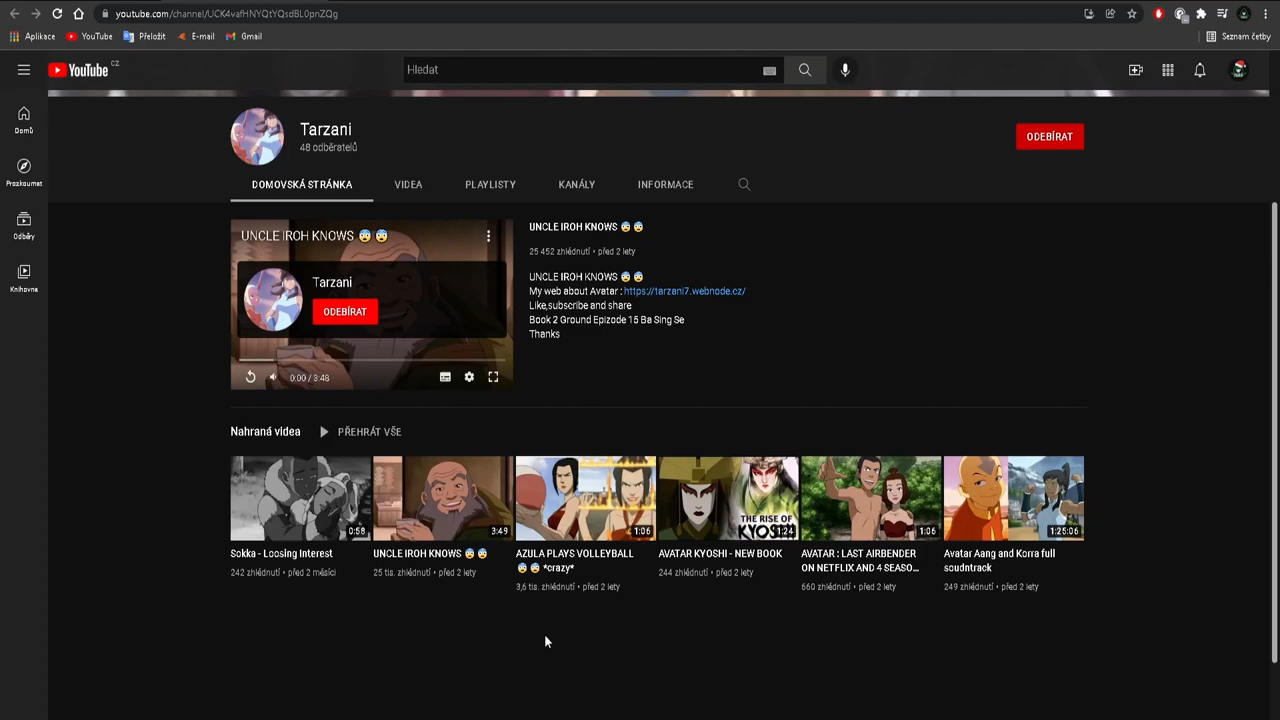 youtube.com/channel/UCK4vafHNYQtYQsdBL0pnZQg
Aplikace YouTube Přeložit E-mail Gmail Seznam četby
YouTube CZ
Hledat
Domů
Prozkoumat
Odběry
Knihovna
Tarzani
48 odběratelů
ODEBÍRAT
DOMOVSKÁ STRÁNKA VIDEA PLAYLISTY KANÁLY INFORMACE
UNCLE IROH KNOWS 😨 😨
Tarzani
ODEBÍRAT
0:00 / 3:48
UNCLE IROH KNOWS 😨 😨
25 452 zhlédnutí • před 2 lety
UNCLE IROH KNOWS 😨 😨
My web about Avatar : https://tarzani7.webnode.cz/
Like,subscribe and share
Book 2 Ground Epizode 15 Ba Sing Se
Thanks
Nahraná videa PŘEHRÁT VŠE
0:58
Sokka - Loosing Interest
242 zhlédnutí • před 2 měsíci
3:49
UNCLE IROH KNOWS 😨 😨
25 tis. zhlédnutí • před 2 lety
1:06
AZULA PLAYS VOLLEYBALL
😨 😨 *crazy*
3,6 tis. zhlédnutí • před 2 lety
THE RISE OF
KYOSHI
1:24
AVATAR KYOSHI - NEW BOOK
244 zhlédnutí • před 2 lety
1:06
AVATAR : LAST AIRBENDER
ON NETFLIX AND 4 SEASO...
660 zhlédnutí • před 2 lety
1:25:06
Avatar Aang and Korra full
soudntrack
249 zhlédnutí • před 2 lety